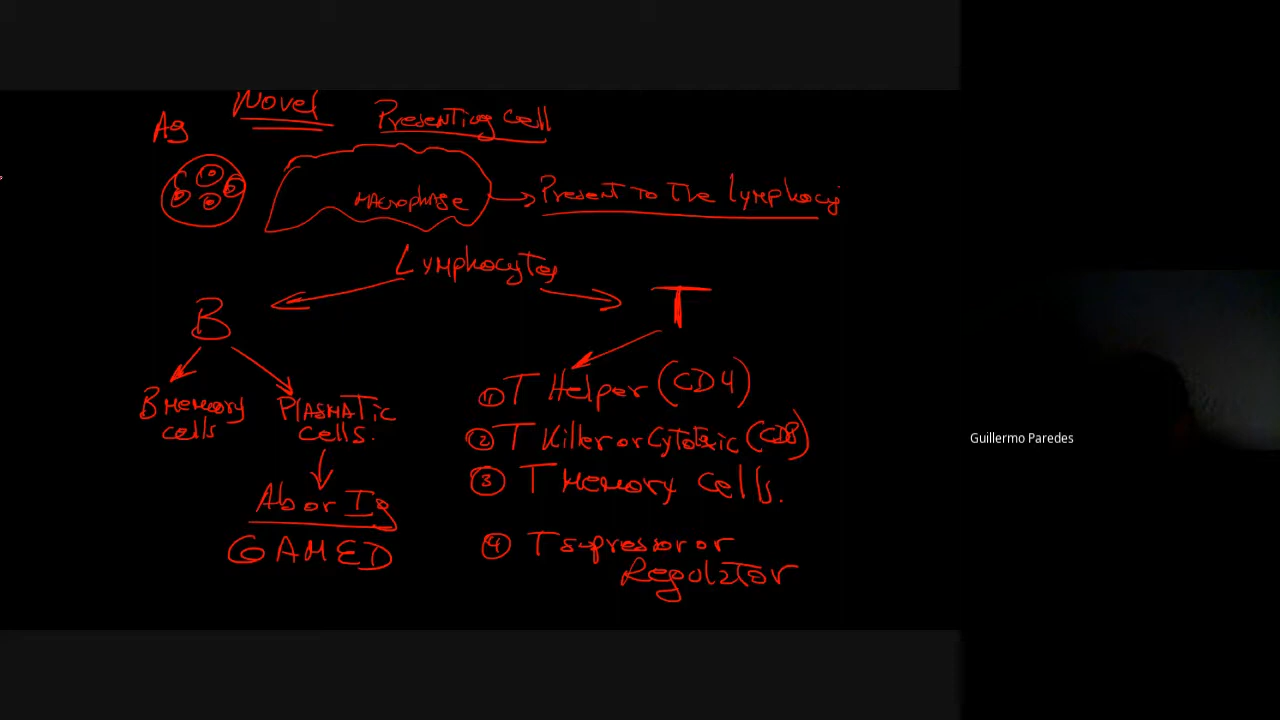 Novel
Ag
Presenting Cell
Macrophage
Present to the Lymphocy
Lymphocytes
B
T
B memory
cells
Plasmatic
Cells.
Ab or Ig
GAMED
① T Helper (CD4)
② T Killer or Cytotoxic (CD8)
③ T Memory Cells.
④ T Supressor or
Regulator
Guillermo Paredes